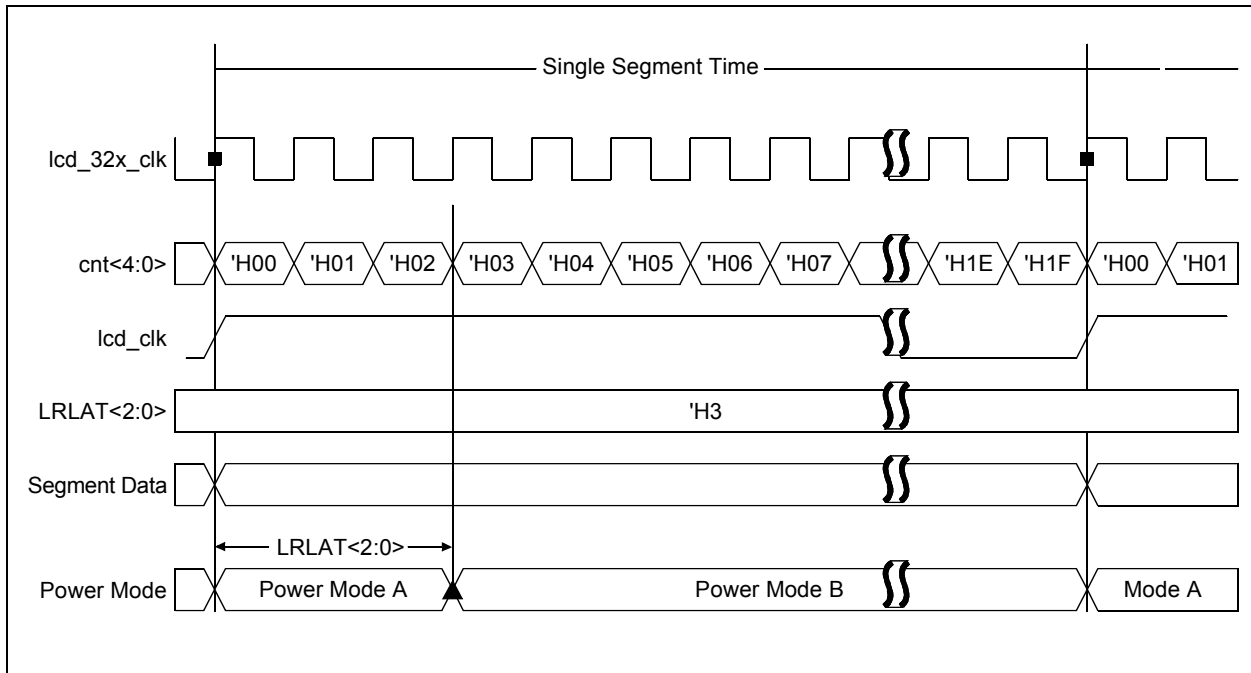 Single Segment Time
lcd_32x_clk
cnt<4:0> 'H00 'H01 'H02 'H03 'H04 'H05 'H06 'H07 'H1E 'H1F 'H00 'H01
lcd_clk
LRLAT<2:0> 'H3
Segment Data
LRLAT<2:0>
Power Mode Power Mode A Power Mode B Mode A